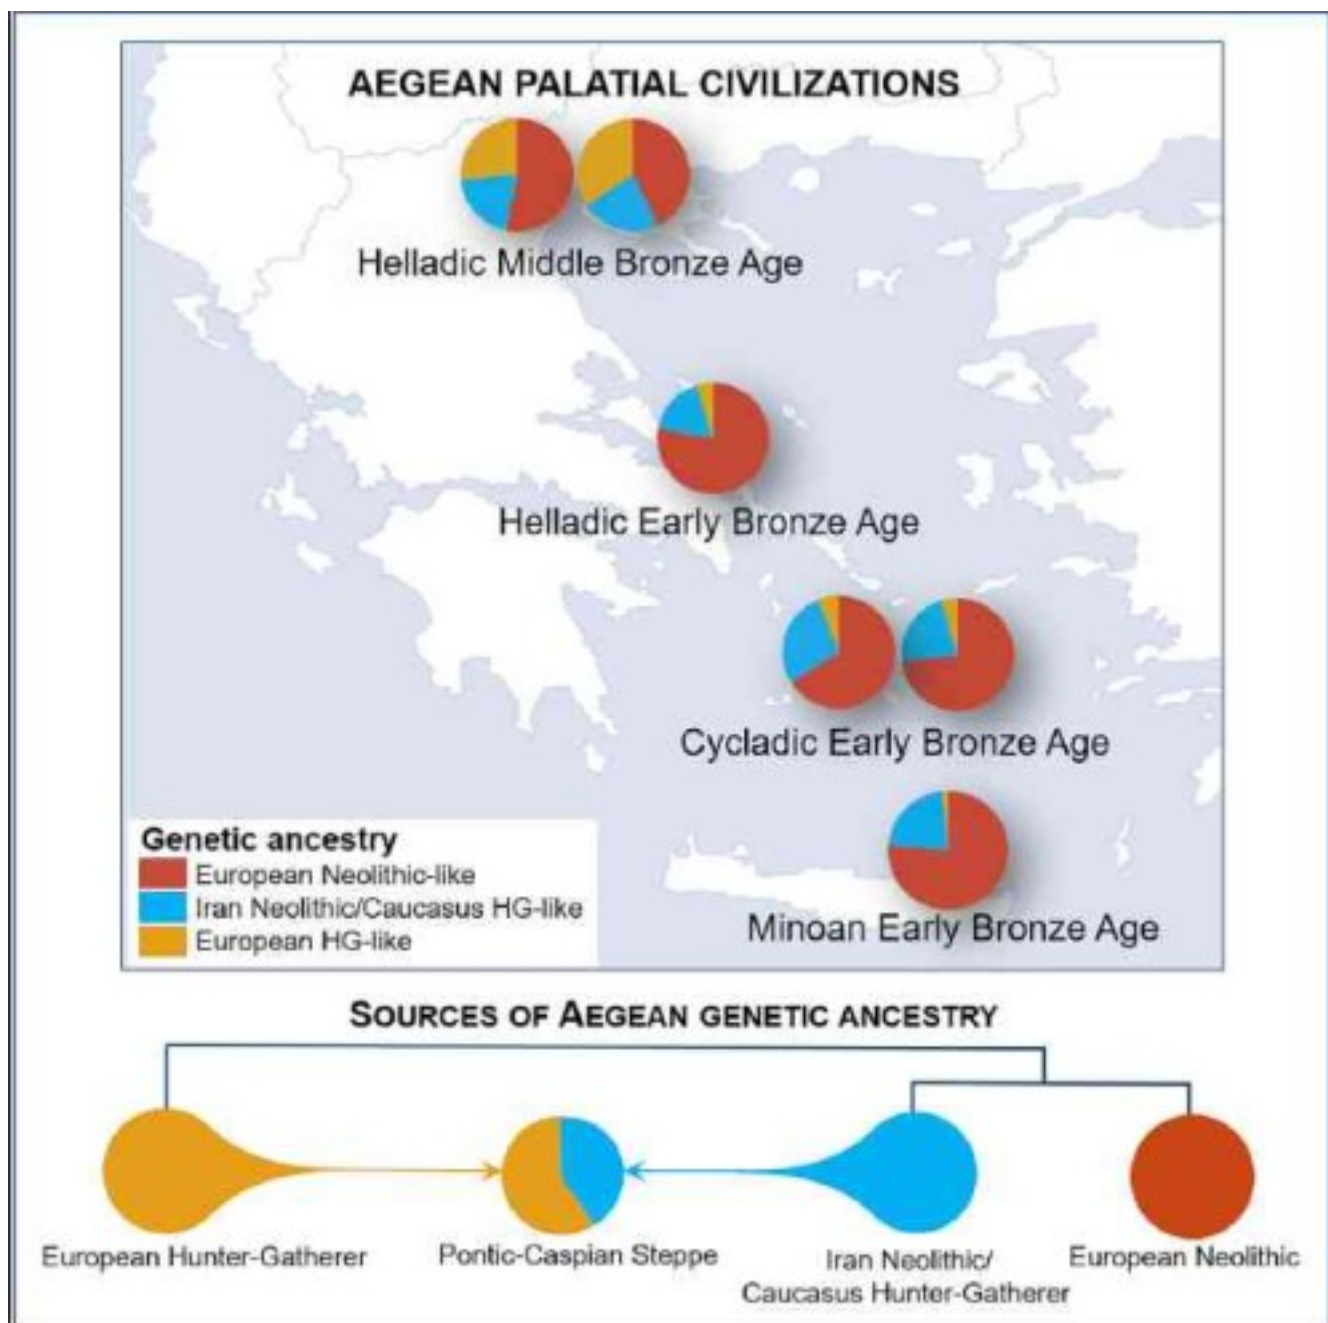 AEGEAN PALATIAL CIVILIZATIONS
Helladic Middle Bronze Age
Helladic Early Bronze Age
Cycladic Early Bronze Age
Minoan Early Bronze Age
Genetic ancestry
European Neolithic-like
Iran Neolithic/Caucasus HG-like
European HG-like
SOURCES OF AEGEAN GENETIC ANCESTRY
European Hunter-Gatherer
Pontic-Caspian Steppe
Iran Neolithic/
Caucasus Hunter-Gatherer
European Neolithic